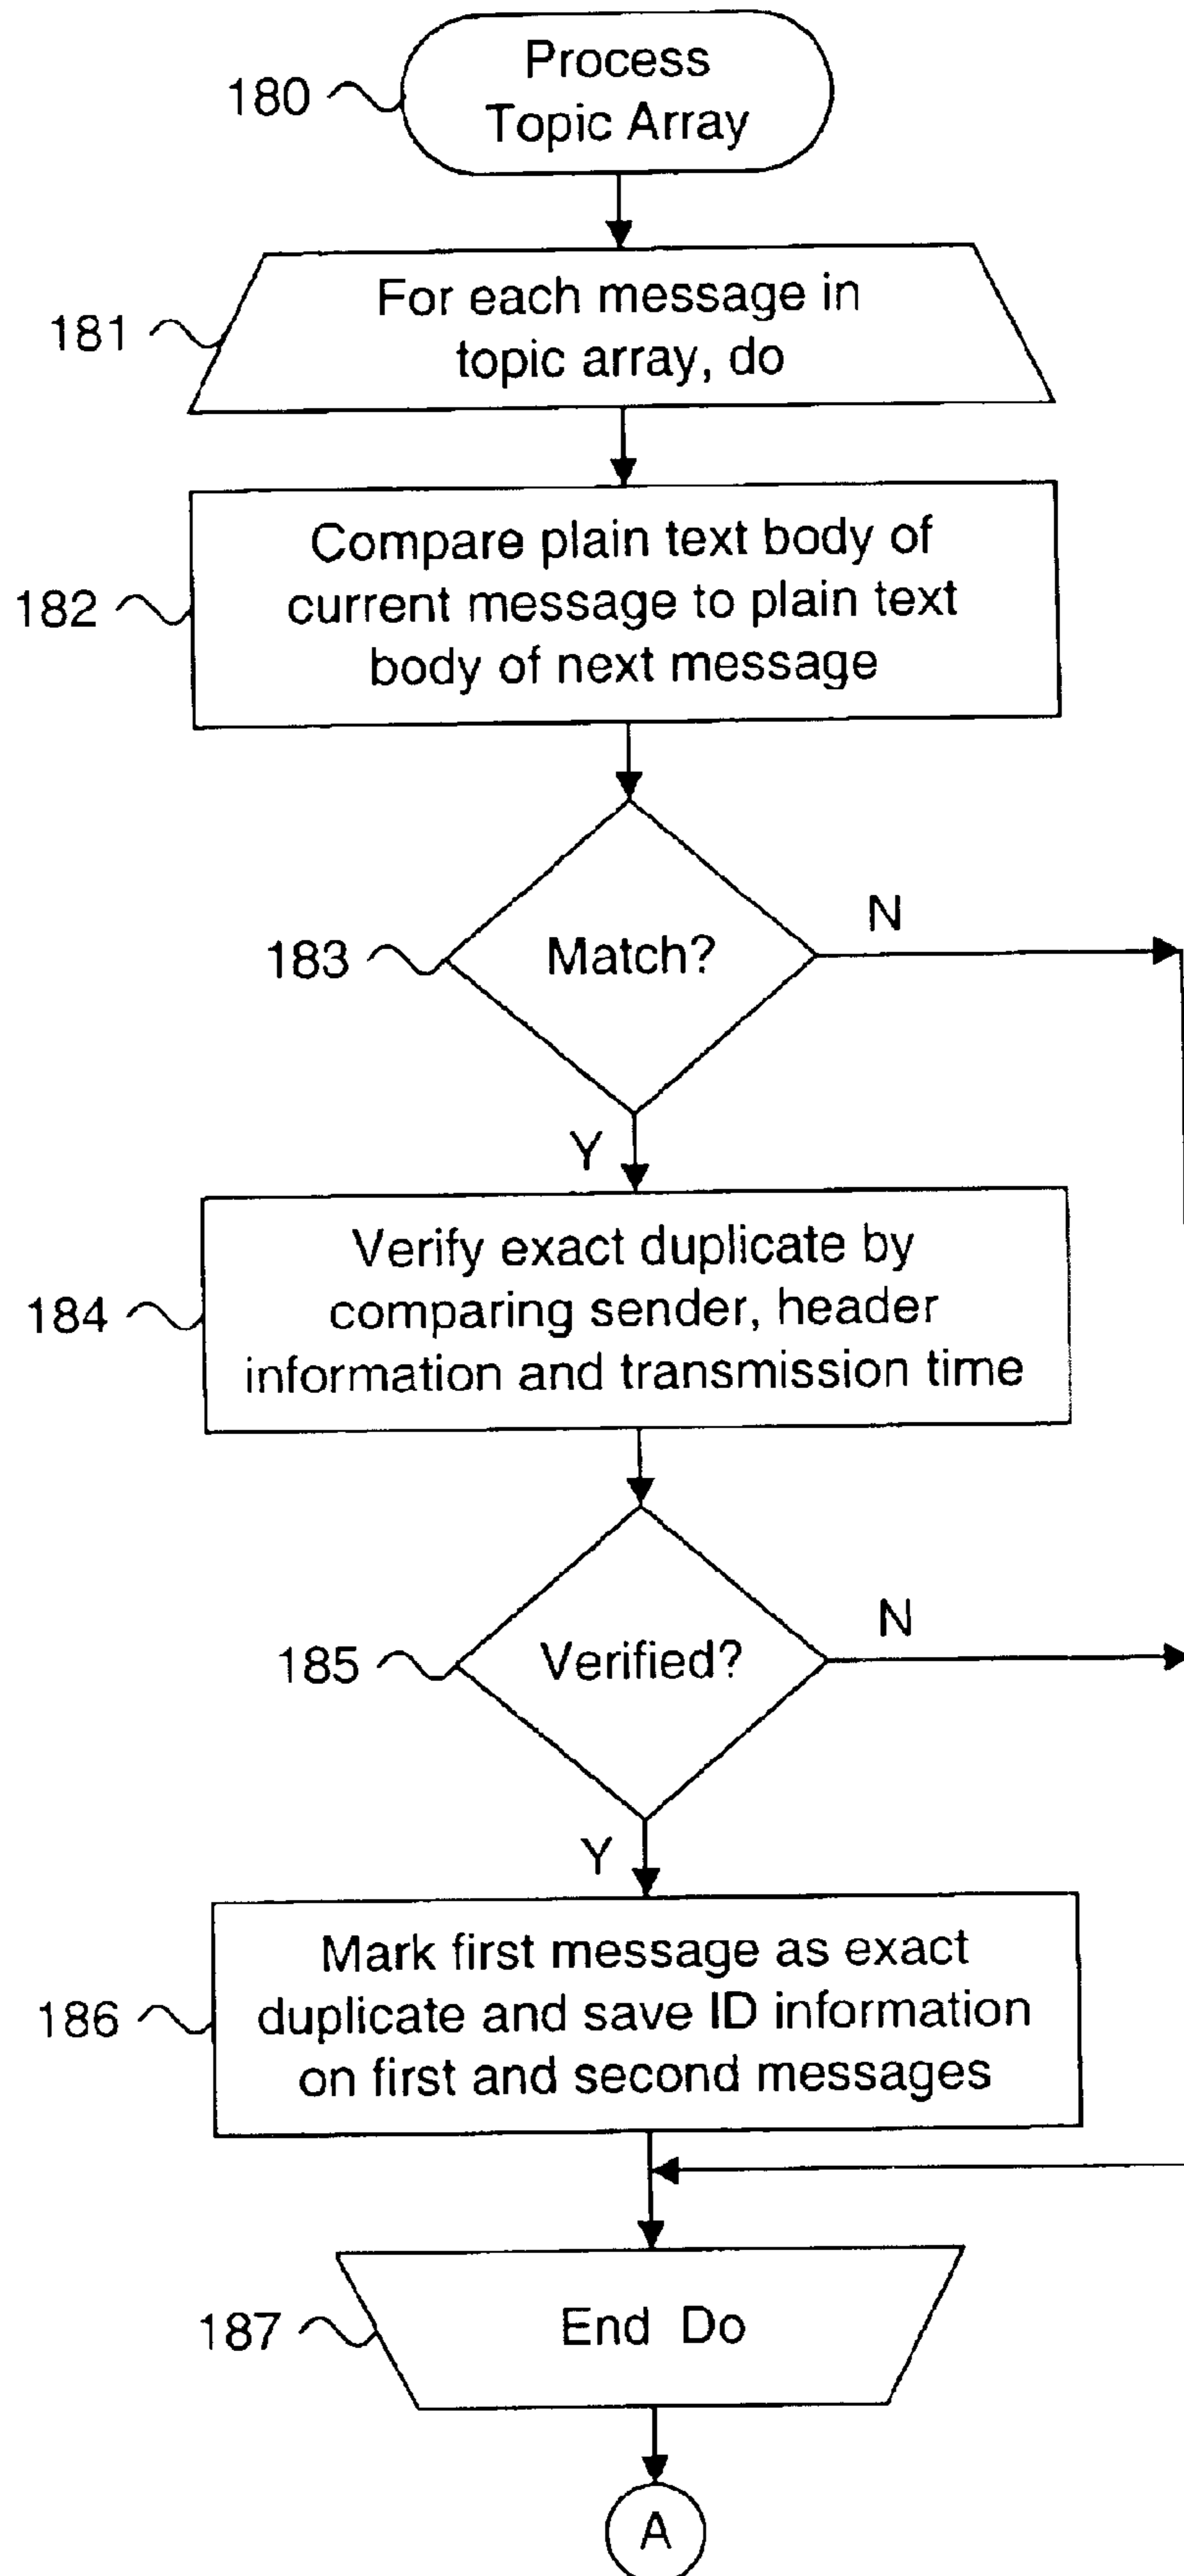 180
Process
Topic Array
181
For each message in
topic array, do
182
Compare plain text body of
current message to plain text
body of next message
183
Match?
N
Y
184
Verify exact duplicate by
comparing sender, header
information and transmission time
185
Verified?
N
Y
186
Mark first message as exact
duplicate and save ID information
on first and second messages
187
End Do
A